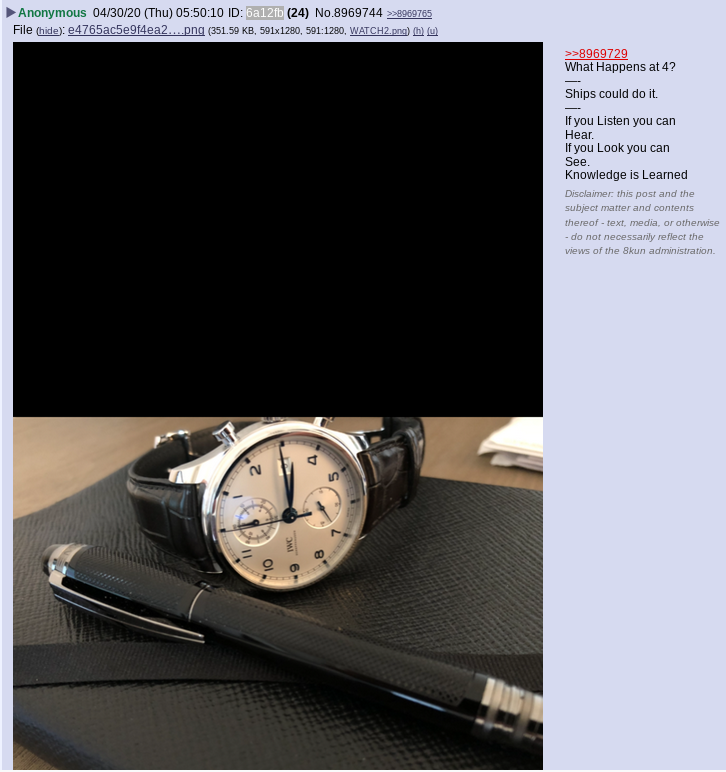 ▶Anonymous 04/30/20 (Thu) 05:50:10 ID: 6a12fb (24) No.8969744 >>8969765
File (hide): e4765ac5e9f4ea2….png (351.59 KB, 591x1280, 591:1280, WATCH2.png) (h) (u)
>>8969729
What Happens at 4?
—-
Ships could do it.
—-
If you Listen you can
Hear.
If you Look you can
See.
Knowledge is Learned
Disclaimer: this post and the
subject matter and contents
thereof - text, media, or otherwise
- do not necessarily reflect the
views of the 8kun administration.
2
4
5
7
8
9
10
11
1
IWC